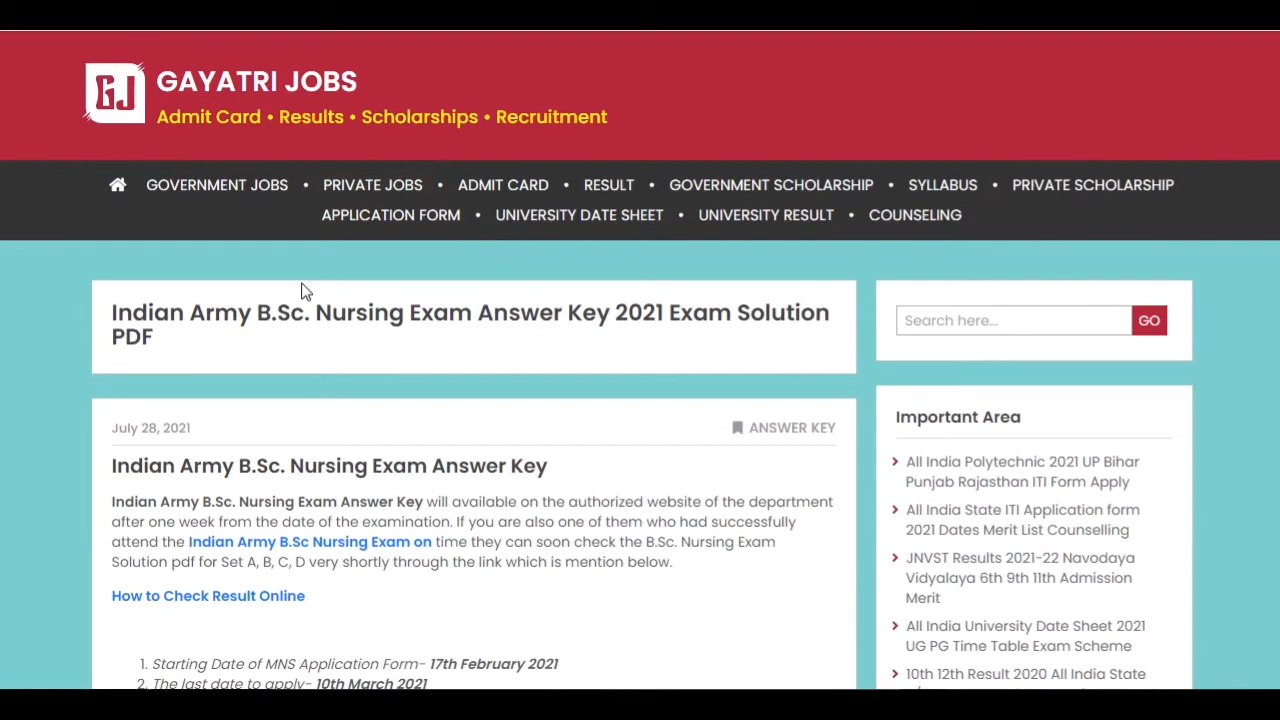 GJ
GAYATRI JOBS
Admit Card • Results • Scholarships • Recruitment
GOVERNMENT JOBS • PRIVATE JOBS • ADMIT CARD • RESULT • GOVERNMENT SCHOLARSHIP • SYLLABUS • PRIVATE SCHOLARSHIP
APPLICATION FORM • UNIVERSITY DATE SHEET • UNIVERSITY RESULT • COUNSELING
Indian Army B.Sc. Nursing Exam Answer Key 2021 Exam Solution
PDF
July 28, 2021
ANSWER KEY
Indian Army B.Sc. Nursing Exam Answer Key
Indian Army B.Sc. Nursing Exam Answer Key will available on the authorized website of the department
after one week from the date of the examination. If you are also one of them who had successfully
attend the Indian Army B.Sc Nursing Exam on time they can soon check the B.Sc. Nursing Exam
Solution pdf for Set A, B, C, D very shortly through the link which is mention below.
How to Check Result Online
1. Starting Date of MNS Application Form- 17th February 2021
2. The last date to apply- 10th March 2021
Search here...
GO
Important Area
All India Polytechnic 2021 UP Bihar
Punjab Rajasthan ITI Form Apply
All India State ITI Application form
2021 Dates Merit List Counselling
JNVST Results 2021-22 Navodaya
Vidyalaya 6th 9th 11th Admission
Merit
All India University Date Sheet 2021
UG PG Time Table Exam Scheme
10th 12th Result 2020 All India State